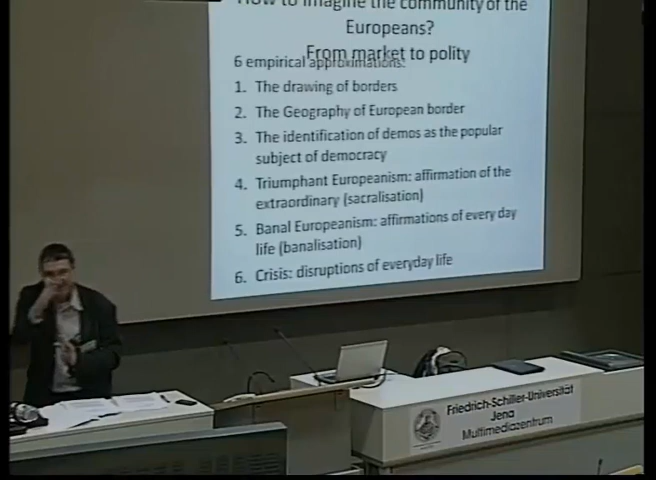 How to imagine the community of the
Europeans?
From market to polity
6 empirical approximations:
1. The drawing of borders
2. The Geography of European border
3. The identification of demos as the popular
subject of democracy
4. Triumphant Europeanism: affirmation of the
extraordinary (sacralisation)
5. Banal Europeanism: affirmations of every day
life (banalisation)
6. Crisis: disruptions of everyday life
Friedrich-Schiller-Universität
Jena
Multimediazentrum